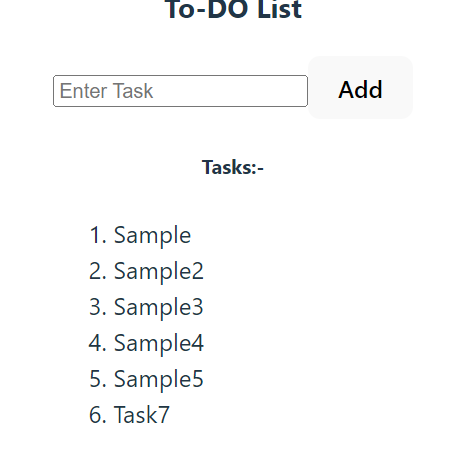 To-DO List
Enter Task
Add
Tasks:-
1. Sample
2. Sample2
3. Sample3
4. Sample4
5. Sample5
6. Task7